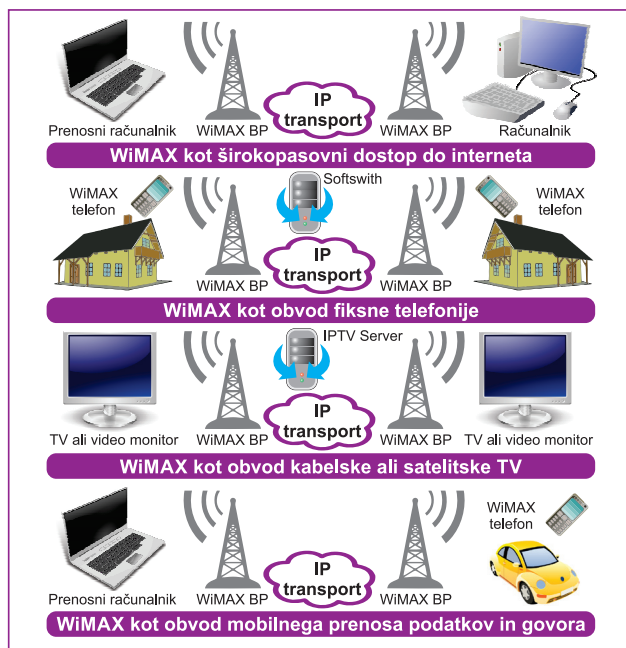 IP
transport
Prenosni računalnik
WiMAX BP
WiMAX BP
Računalnik
WiMAX kot širokopasovni dostop do interneta
WiMAX
telefon
Softswith
WiMAX
telefon
IP
transport
WiMAX BP
WiMAX BP
WiMAX kot obvod fiksne telefonije
IPTV Server
IP
transport
TV ali video monitor
WiMAX BP
WiMAX BP
TV ali video monitor
WiMAX kot obvod kabelske ali satelitske TV
WiMAX
telefon
IP
transport
Prenosni računalnik
WiMAX BP
WiMAX BP
WiMAX kot obvod mobilnega prenosa podatkov in govora